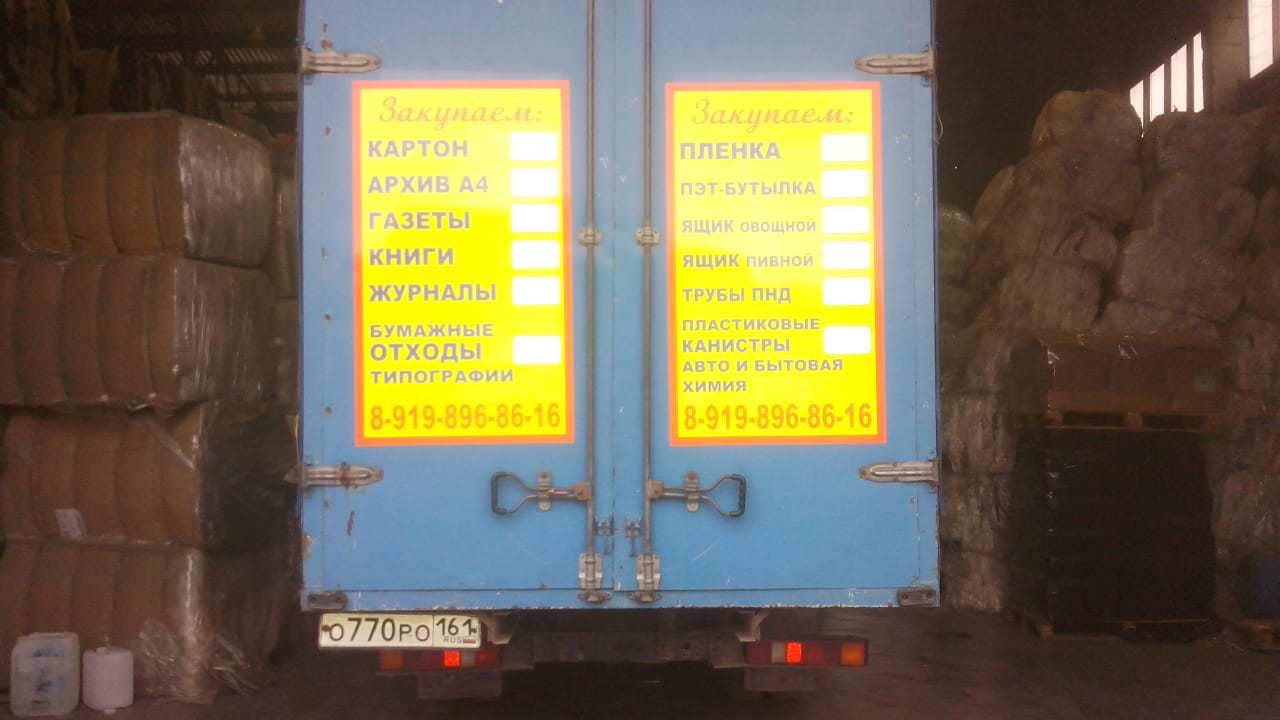 Закупаем:
КАРТОН
АРХИВ А4
ГАЗЕТЫ
КНИГИ
ЖУРНАЛЫ
БУМАЖНЫЕ
ОТХОДЫ
ТИПОГРАФИИ
8-919-896-86-16
Закупаем:
ПЛЕНКА
ПЭТ-БУТЫЛКА
ЯЩИК ОВОЩНОЙ
ЯЩИК ПИВНОЙ
ТРУБЫ ПНД
ПЛАСТИКОВЫЕ
КАНИСТРЫ
АВТО И БЫТОВАЯ
ХИМИЯ
8-919-896-86-16
О770РО 161
RUS